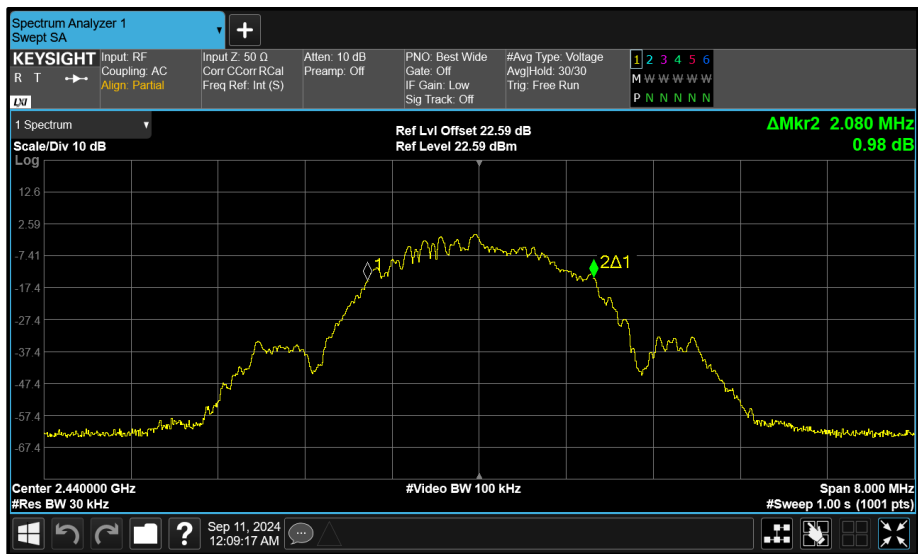 Spectrum Analyzer 1
Swept SA
KEYSIGHT
R T
LXI
Input: RF
Coupling: AC
Align: Partial
Input Z: 50 Ω
Corr CCorr RCal
Freq Ref: Int (S)
Atten: 10 dB
Preamp: Off
PNO: Best Wide
Gate: Off
IF Gain: Low
Sig Track: Off
#Avg Type: Voltage
Avg|Hold: 30/30
Trig: Free Run
1 2 3 4 5 6
M W W W W W
P N N N N N
1 Spectrum
Scale/Div 10 dB
Ref Lvl Offset 22.59 dB
Ref Level 22.59 dBm
ΔMkr2 2.080 MHz
0.98 dB
Log
12.6
2.59
-7.41
-17.4
-27.4
-37.4
-47.4
-57.4
-67.4
1
2Δ1
Center 2.440000 GHz
#Res BW 30 kHz
#Video BW 100 kHz
Span 8.000 MHz
#Sweep 1.00 s (1001 pts)
?
Sep 11, 2024
12:09:17 AM